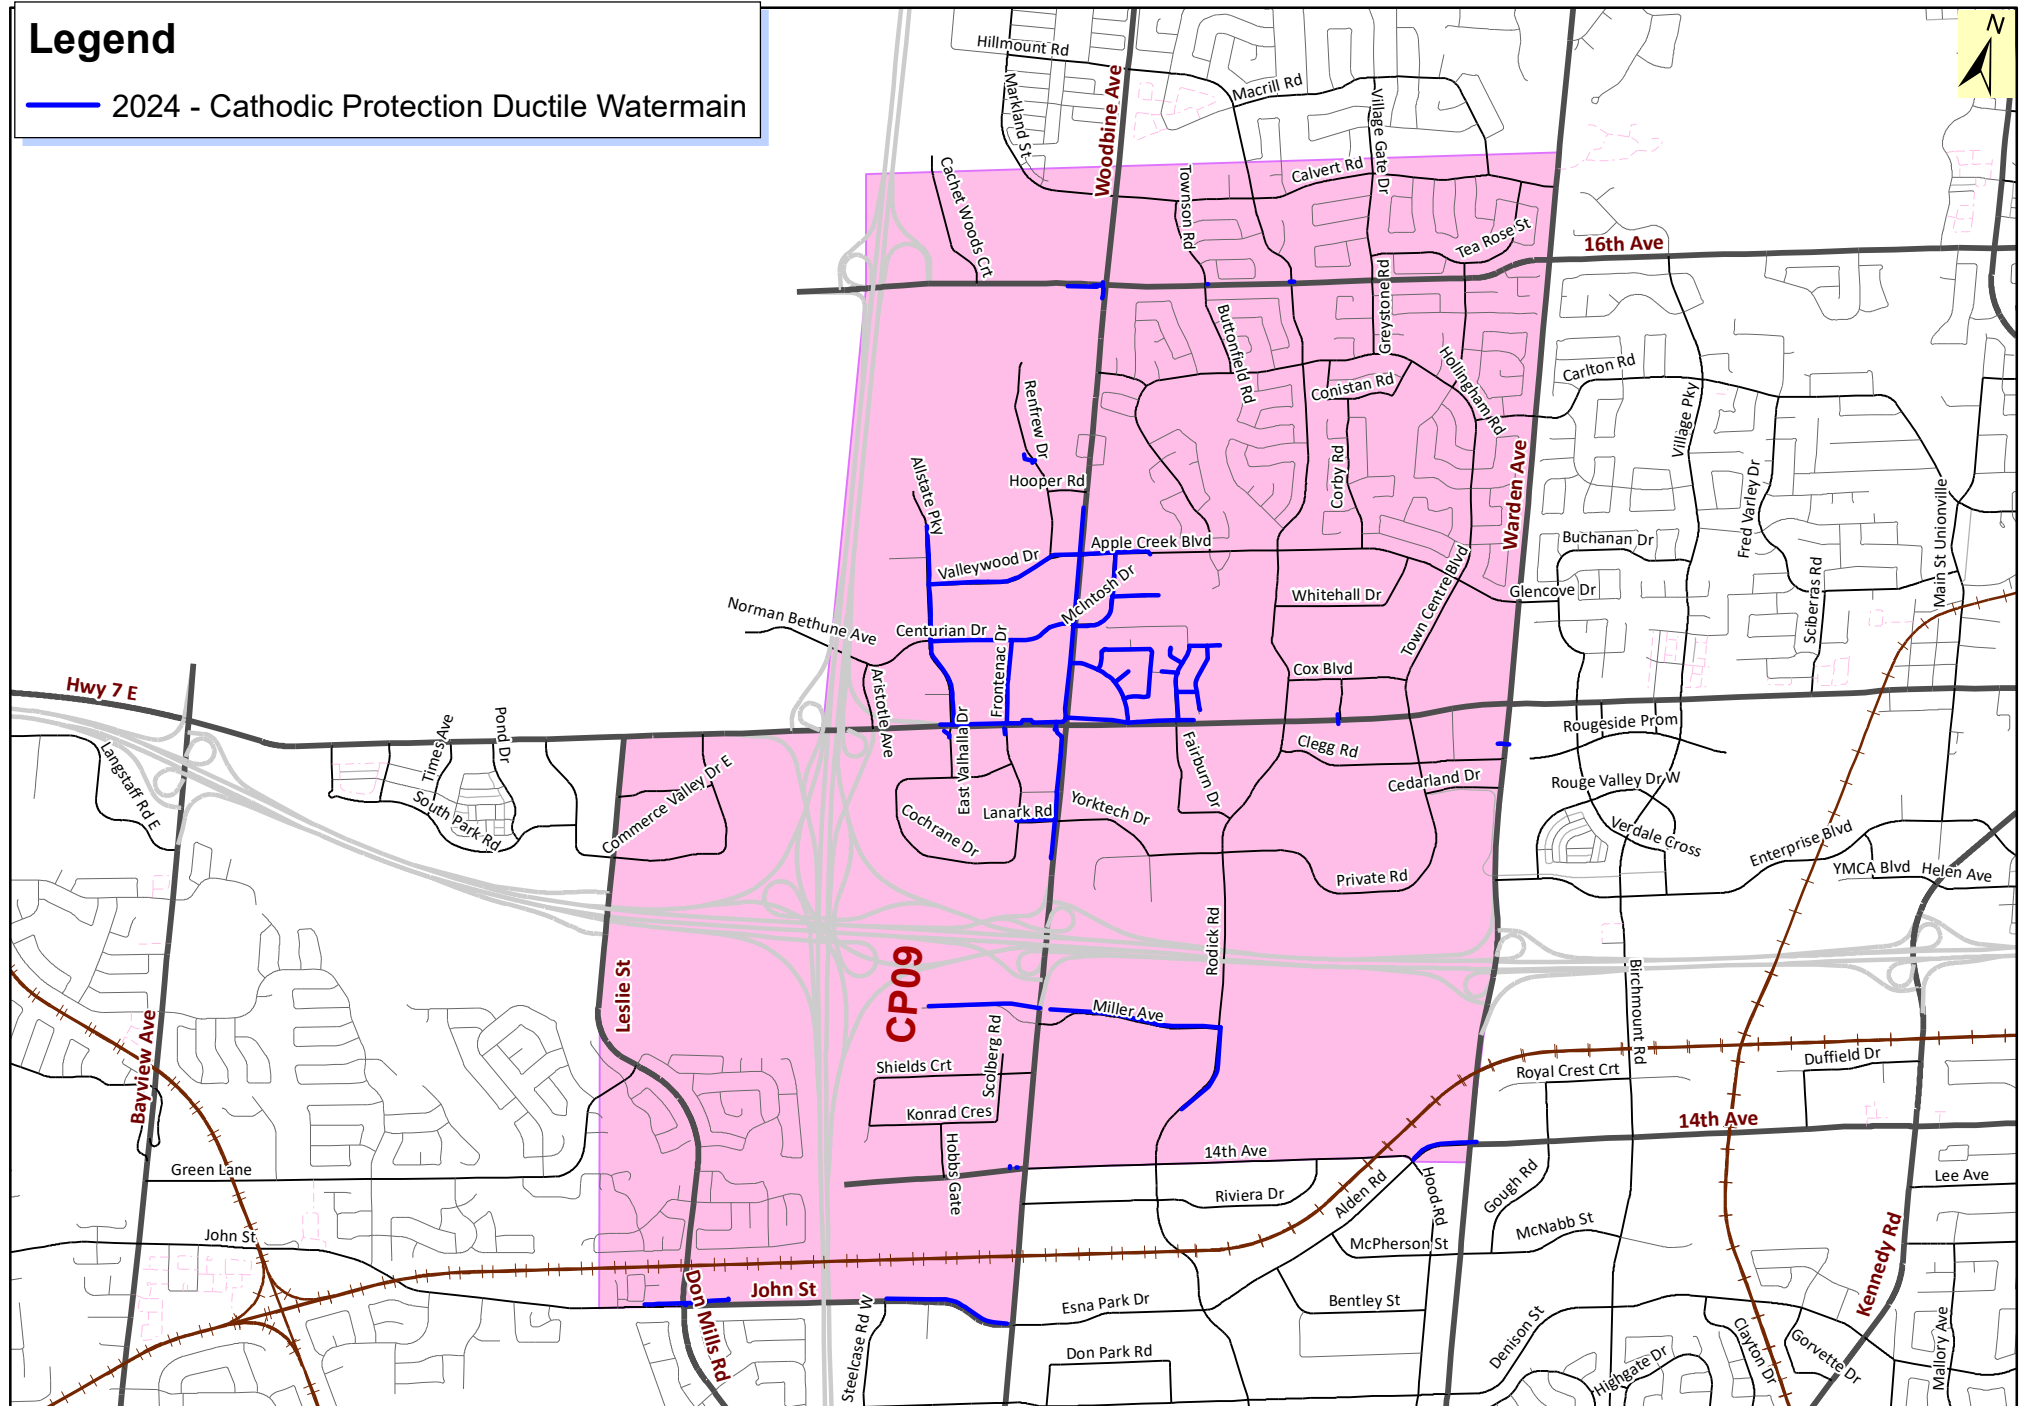 Legend
2024 - Cathodic Protection Ductile Watermain
N
Hillmount Rd
Markland St
Woodbine Ave
Macrill Rd
Village Gate Dr
Calvert Rd
Cachet Woods Crt
Townson Rd
Tea Rose St
16th Ave
Greystone Rd
Buttonfield Rd
Hollingham Rd
Conistan Rd
Carlton Rd
Village Pky
Renfrew Dr
Allstate Pky
Hooper Rd
Corby Rd
Warden Ave
Fred Varley Dr
Main St Unionville
Apple Creek Blvd
Valleywood Dr
McIntosh Dr
Buchanan Dr
Glencove Dr
Sciberras Rd
Whitehall Dr
Town Centre Blvd
Norman Bethune Ave
Centurian Dr
Frontenac Dr
Aristotle Ave
Cox Blvd
Hwy 7 E
Langstaff Rd E
Times Ave
Pond Dr
South Park Rd
Commerce Valley Dr E
East Valhalla Dr
Fairburn Dr
Clegg Rd
Cedarland Dr
Rougeside Prom
Rouge Valley Dr W
Verdale Cross
Enterprise Blvd
YMCA Blvd
Helen Ave
Cochrane Dr
Lanark Rd
Yorktech Dr
Private Rd
Rodick Rd
Leslie St
CP09
Birchmount Rd
Miller Ave
Bayview Ave
Scolberg Rd
Shields Crt
Konrad Cres
Hobbs Gate
Royal Crest Crt
Duffield Dr
14th Ave
14th Ave
Green Lane
Riviera Dr
Alden Rd
Hood Rd
Gough Rd
McNabb St
McPherson St
Lee Ave
Kennedy Rd
John St
John St
Don Mills Rd
Steelcase Rd W
Esna Park Dr
Bentley St
Don Park Rd
Denison St
Highgate Dr
Clayton Dr
Gorvette Dr
Mallory Ave